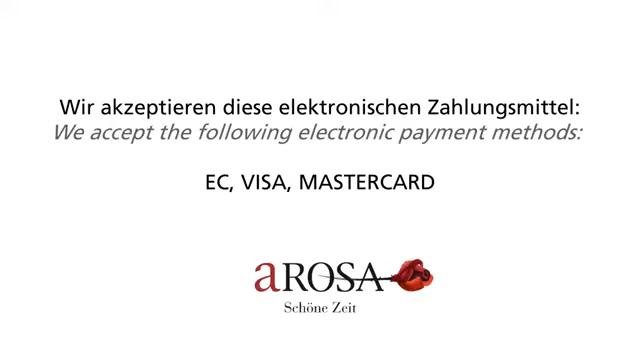 Wir akzeptieren diese elektronischen Zahlungsmittel:
We accept the following electronic payment methods:
EC, VISA, MASTERCARD
aROSA
Schöne Zeit